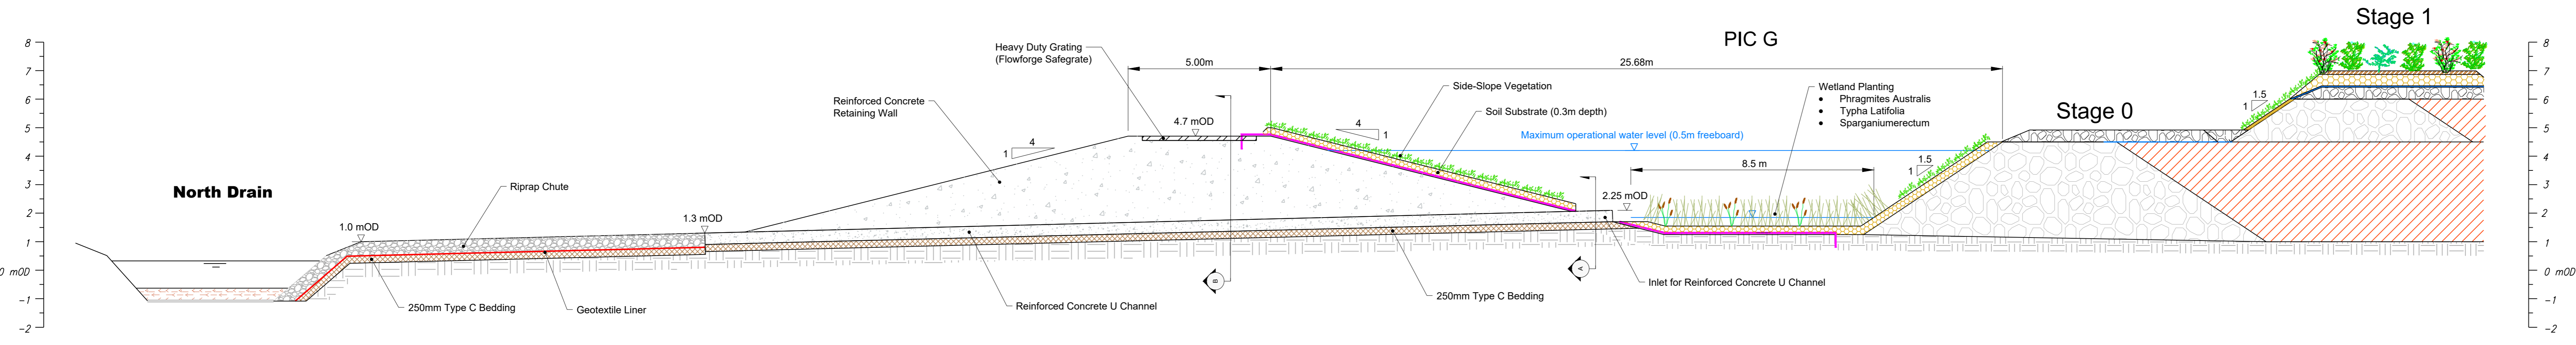 Stage 1
PIC G
8
7
6
5
4
3
2
1
0 mOD
-1
-2
North Drain
1.0 mOD
Riprap Chute
1.3 mOD
250mm Type C Bedding
Geotextile Liner
Reinforced Concrete
Retaining Wall
1
4
Heavy Duty Grating
(Flowforge Safegrate)
5.00m
25.68m
4.7 mOD
B
Reinforced Concrete U Channel
4
1
Side-Slope Vegetation
Soil Substrate (0.3m depth)
Maximum operational water level (0.5m freeboard)
A
250mm Type C Bedding
2.25 mOD
8.5 m
Wetland Planting
• Phragmites Australis
• Typha Latifolia
• Sparganiumerectum
Inlet for Reinforced Concrete U Channel
1.5
1
Stage 0
1.5
1
8
7
6
5
4
3
2
1
0 mOD
-1
-2